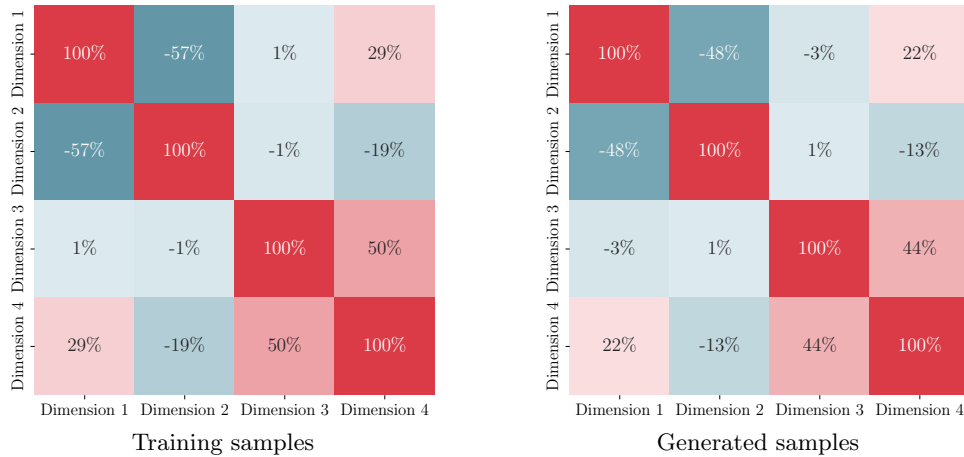 Dimension 1 100% -57% 1% 29%
Dimension 2 -57% 100% -1% -19%
Dimension 3 1% -1% 100% 50%
Dimension 4 29% -19% 50% 100%
Dimension 1 Dimension 2 Dimension 3 Dimension 4
Training samples
Dimension 1 100% -48% -3% 22%
Dimension 2 -48% 100% 1% -13%
Dimension 3 -3% 1% 100% 44%
Dimension 4 22% -13% 44% 100%
Dimension 1 Dimension 2 Dimension 3 Dimension 4
Generated samples